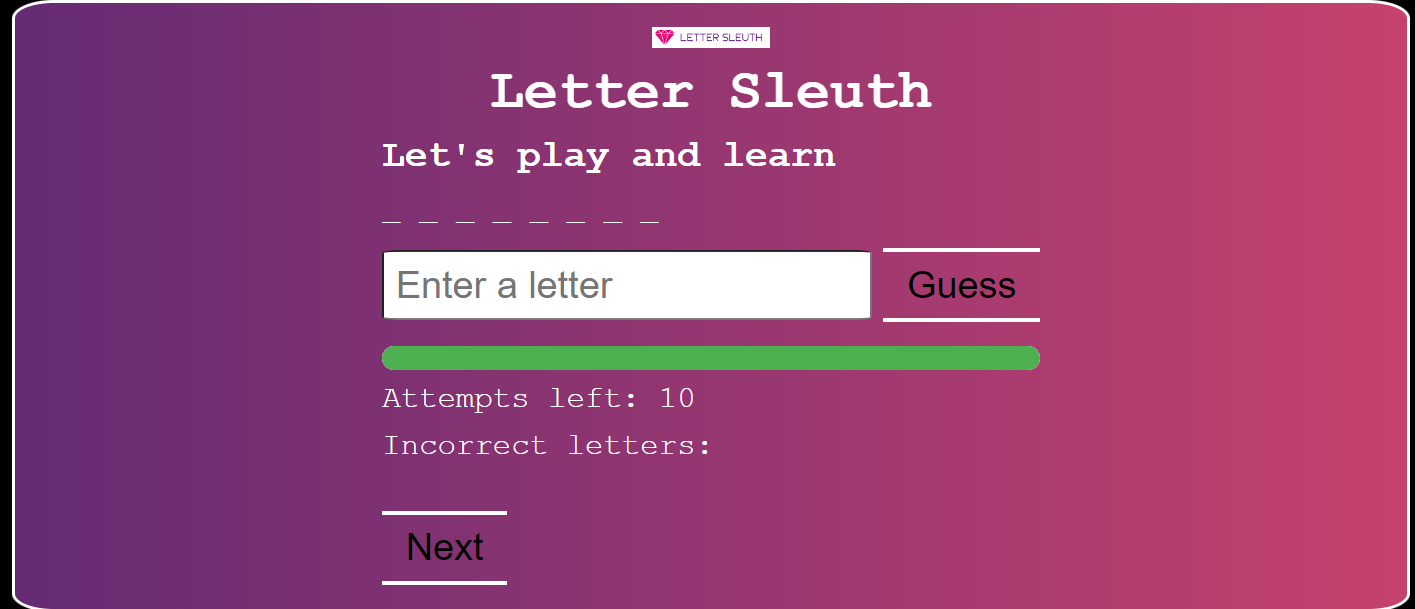 LETTER SLEUTH
Letter Sleuth
Let's play and learn
_ _ _ _ _ _ _ _
Enter a letter
Guess
Attempts left: 10
Incorrect letters:
Next